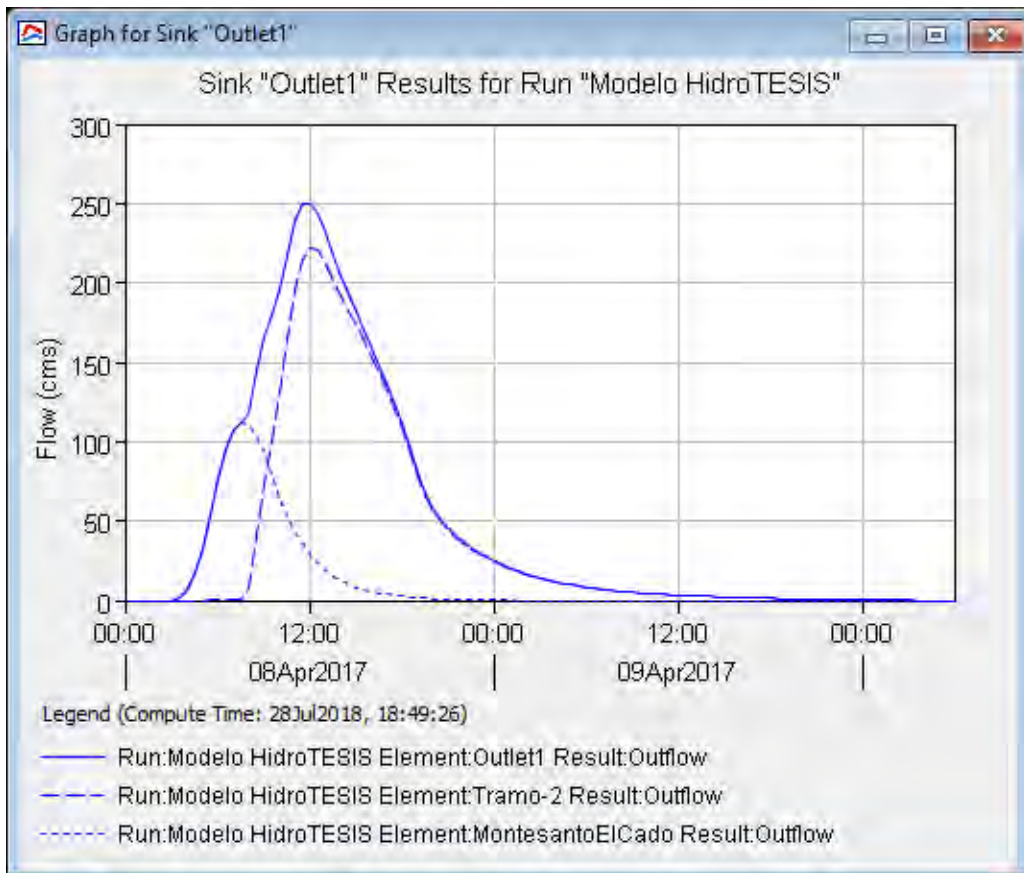 Graph for Sink "Outlet1"
Sink "Outlet1" Results for Run "Modelo HidroTESIS"
300
250
200
150
100
50
0
Flow (cms)
00:00 12:00 00:00 12:00 00:00
08Apr2017 09Apr2017
Legend (Compute Time: 28Jul2018, 18:49:26)
Run:Modelo HidroTESIS Element:Outlet1 Result:Outflow
Run:Modelo HidroTESIS Element:Tramo-2 Result:Outflow
Run:Modelo HidroTESIS Element:MontesantoElCado Result:Outflow